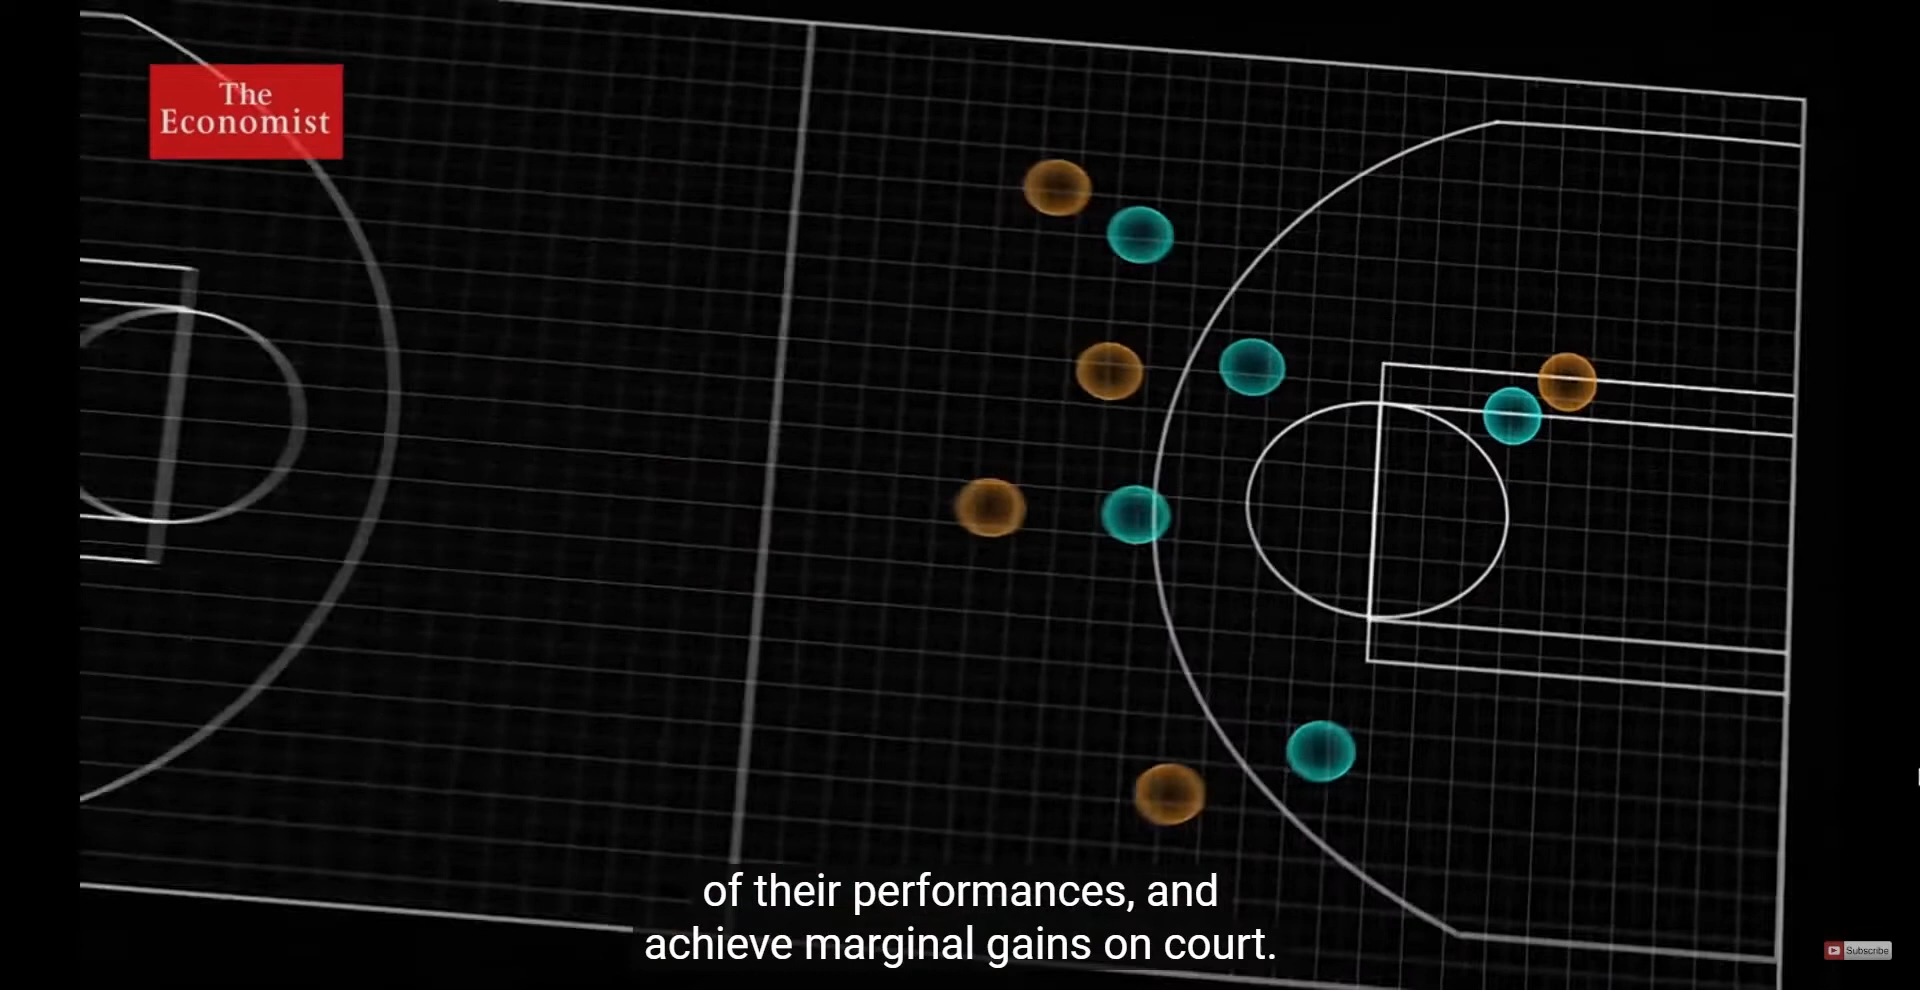 The
Economist
of their performances, and
achieve marginal gains on court.
Subscribe